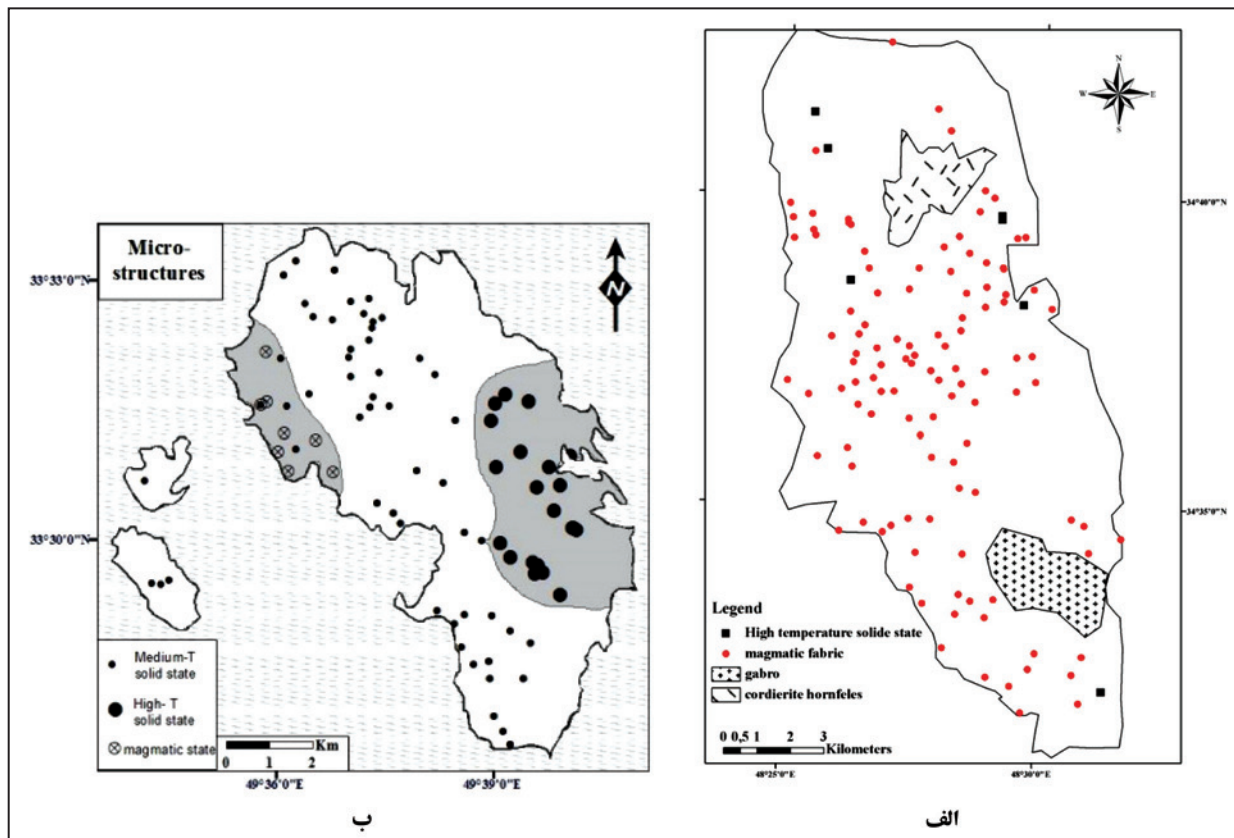 Micro-
structures
N
33°33'0"N
33°30'0"N
Medium-T
solid state
High- T
solid state
magmatic state
Km
0 1 2
49°36'0"E 49°39'0"E
ب
N
W E
S
34°40'0"N
34°35'0"N
Legend
High temperature solide state
magmatic fabric
gabro
cordierite hornfeles
0 0,5 1 2 3
Kilometers
48°25'0"E 48°30'0"E
الف